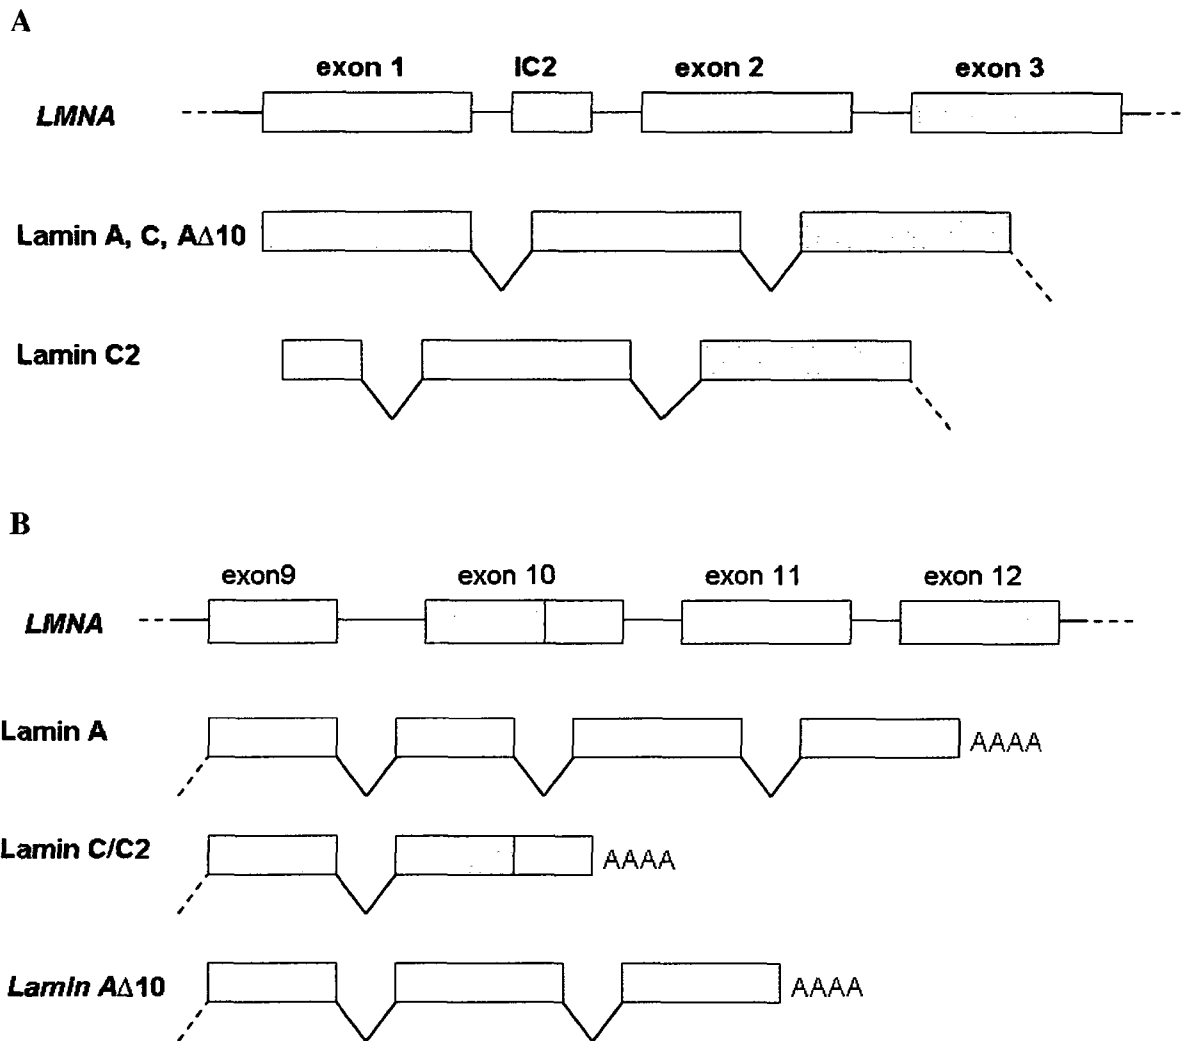 A
exon 1 IC2 exon 2 exon 3
LMNA
Lamin A, C, AΔ10
Lamin C2
B
exon9 exon 10 exon 11 exon 12
LMNA
Lamin A AAAA
Lamin C/C2 AAAA
Lamin AΔ10 AAAA